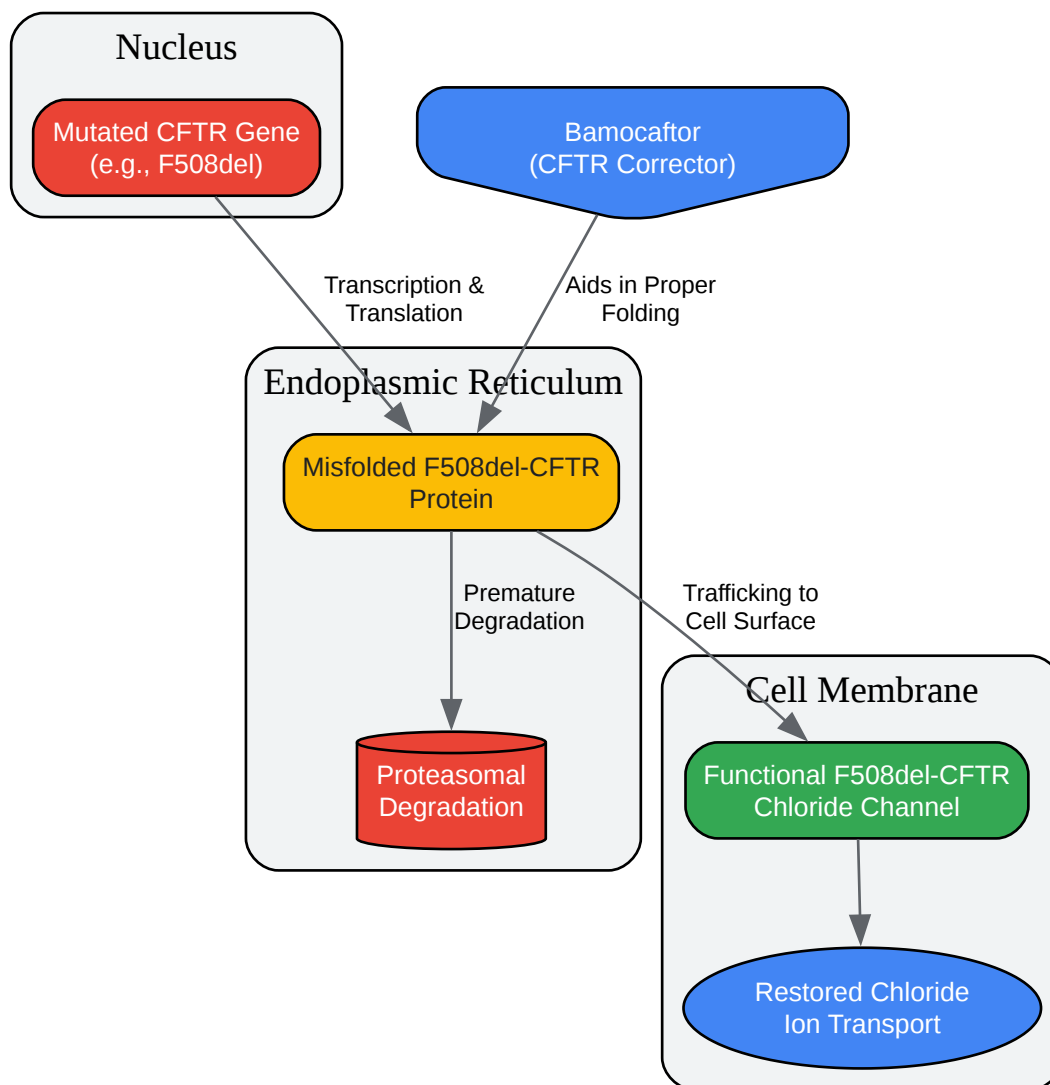 Nucleus
Mutated CFTR Gene
(e.g., F508del)
Bamocaftor
(CFTR Corrector)
Transcription &
Translation
Aids in Proper
Folding
Endoplasmic Reticulum
Misfolded F508del-CFTR
Protein
Premature
Degradation
Trafficking to
Cell Surface
Cell Membrane
Proteasomal
Degradation
Functional F508del-CFTR
Chloride Channel
Restored Chloride
Ion Transport